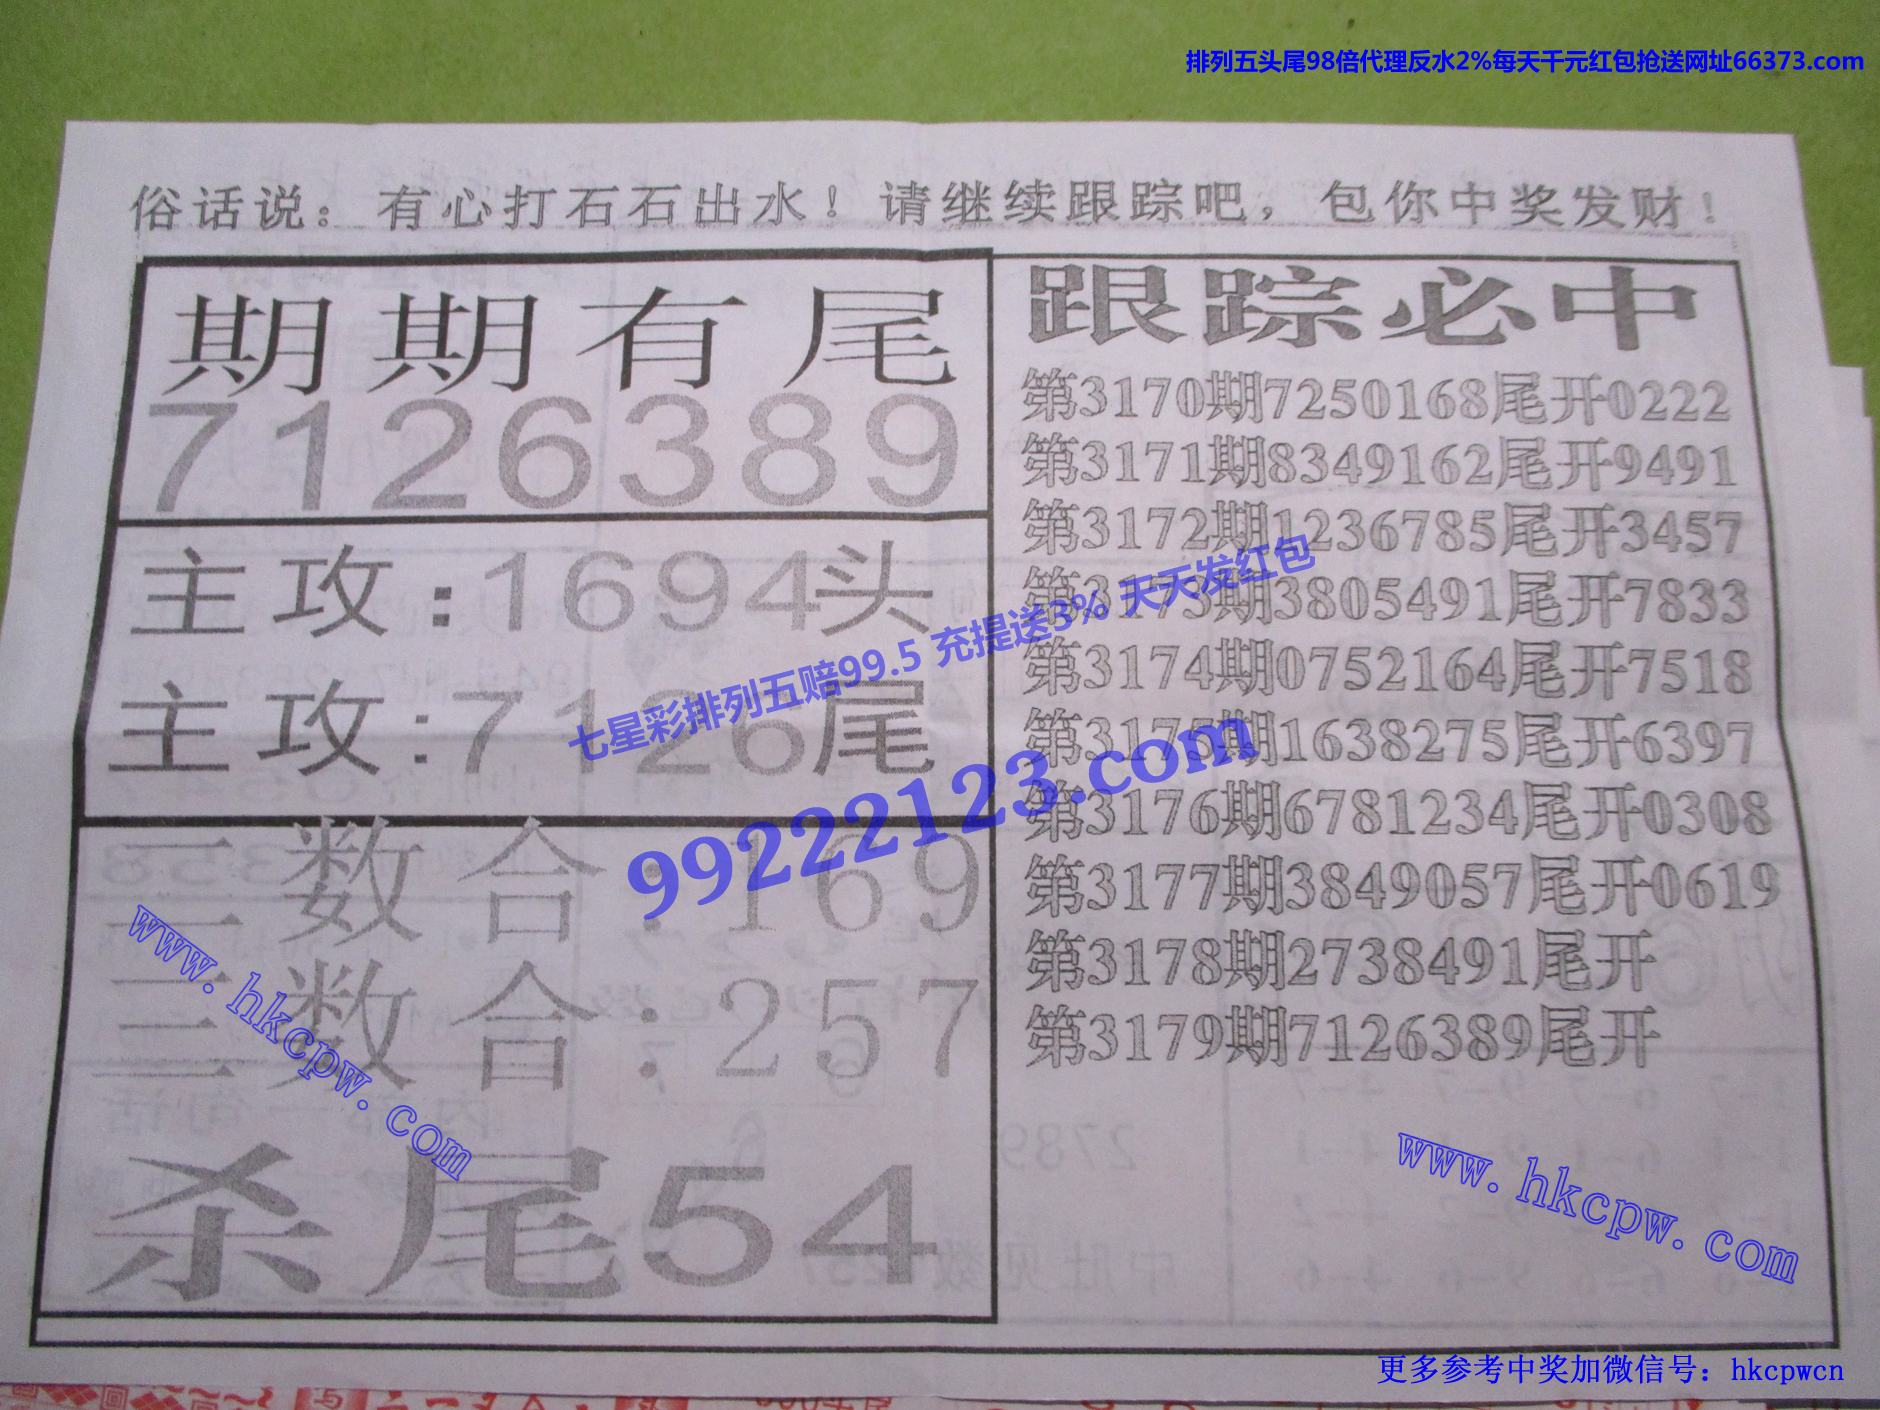 排列五头尾98倍代理反水2%每天千元红包抢送网址66373.com
俗话说：有心打石石出水！请继续跟踪吧，包你中奖发财！
期期有尾
7126389
主攻:1694头
主攻:7126尾
二数合:169
三数合:257
杀尾54
跟踪必中
第3170期7250168尾开0222
第3171期8349162尾开9491
第3172期1236785尾开3457
第3173期3805491尾开7833
第3174期0752164尾开7518
第3175期1638275尾开6397
第3176期6781234尾开0308
第3177期3849057尾开0619
第3178期2738491尾开
第3179期7126389尾开
七星彩排列五赔99.5 充提送3% 天天发红包
99222123.com
www.hkcpw.com
www.hkcpw.com
更多参考中奖加微信号：hkcpwcn